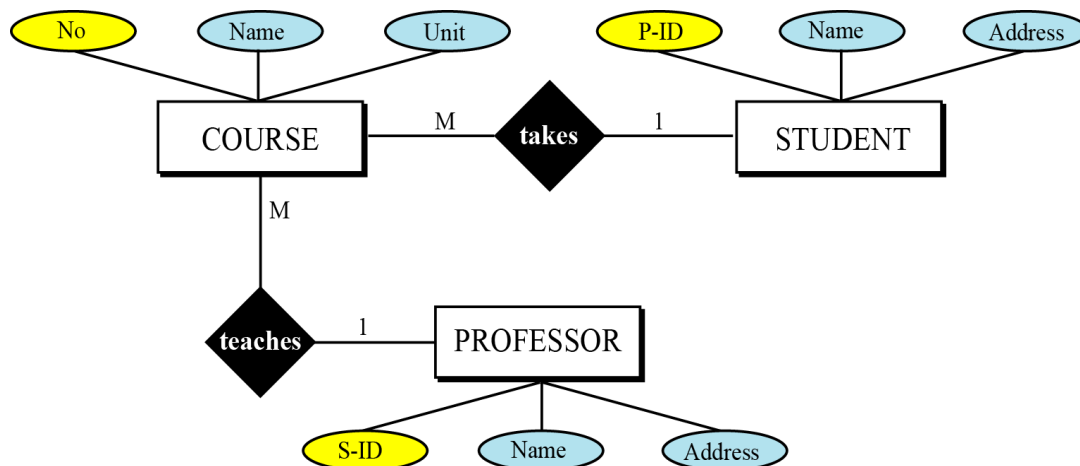 No
Name
Unit
P-ID
Name
Address
COURSE
M
takes
1
STUDENT
M
teaches
1
PROFESSOR
S-ID
Name
Address